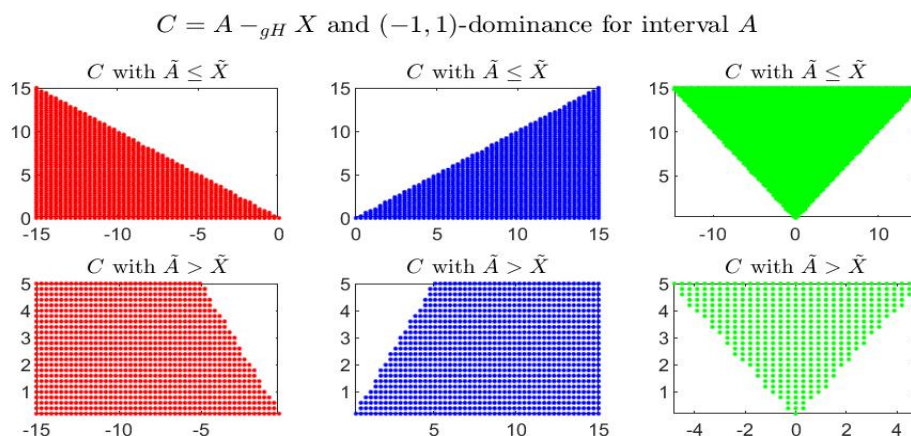 C = A −gH X and (−1, 1)-dominance for interval A
C with Ã ≤ X̃
C with Ã ≤ X̃
C with Ã ≤ X̃
15
10
5
0
-15 -10 -5 0
15
10
5
0
0 5 10 15
15
10
5
-10 0 10
C with Ã > X̃
C with Ã > X̃
C with Ã > X̃
5
4
3
2
1
-15 -10 -5 0
5
4
3
2
1
0 5 10 15
5
4
3
2
1
-4 -2 0 2 4